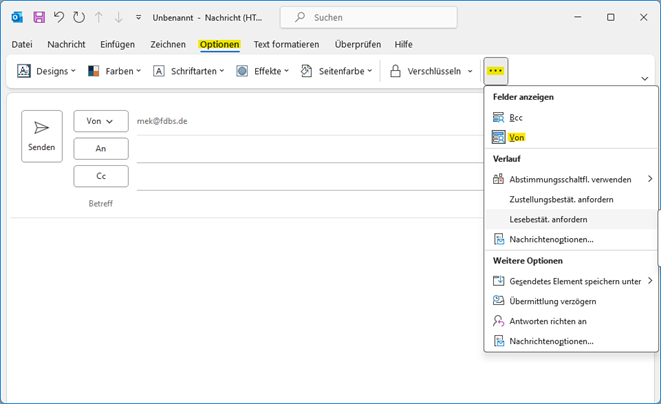 Unbenannt - Nachricht (HT...
Suchen
Datei Nachricht Einfügen Zeichnen Optionen Text formatieren Überprüfen Hilfe
Designs Farben Schriftarten Effekte Seitenfarbe Verschlüsseln ...
Felder anzeigen
Bcc
Von
Verlauf
Abstimmungsschaltfl. verwenden
Zustellungsbestät. anfordern
Lesebestät. anfordern
Nachrichtenoptionen...
Weitere Optionen
Gesendetes Element speichern unter
Übermittlung verzögern
Antworten richten an
Nachrichtenoptionen...
Senden
Von mek@fdbs.de
An
Cc
Betreff